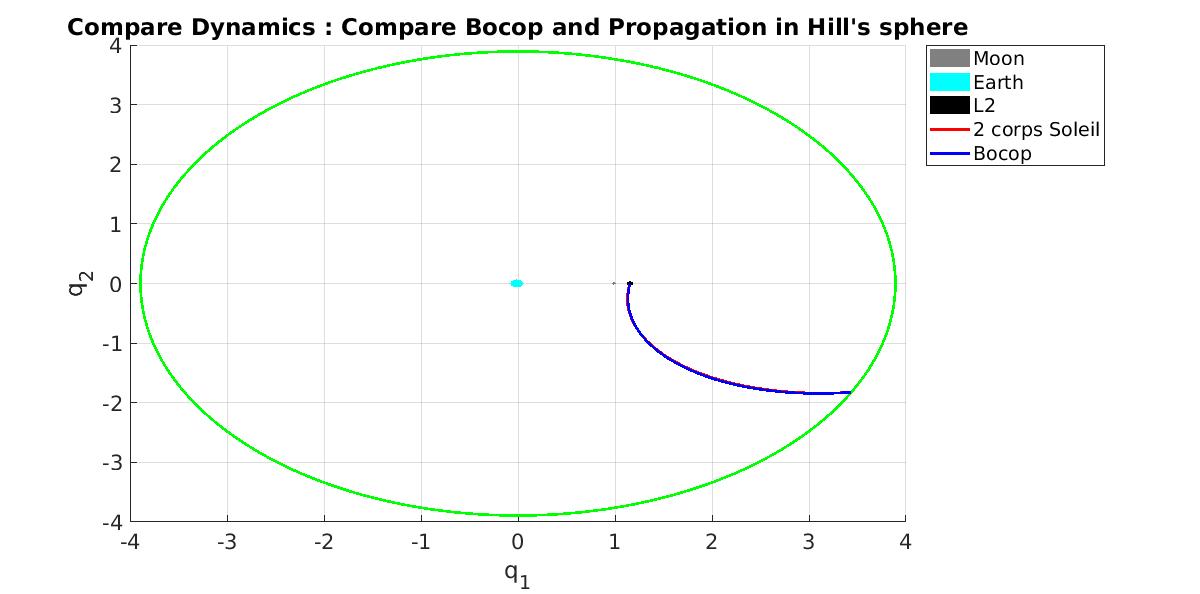 Compare Dynamics : Compare Bocop and Propagation in Hill's sphere
4
3
2
1
0
-1
-2
-3
-4
q2
-4
-3
-2
-1
0
1
2
3
4
q1
Moon
Earth
L2
2 corps Soleil
Bocop